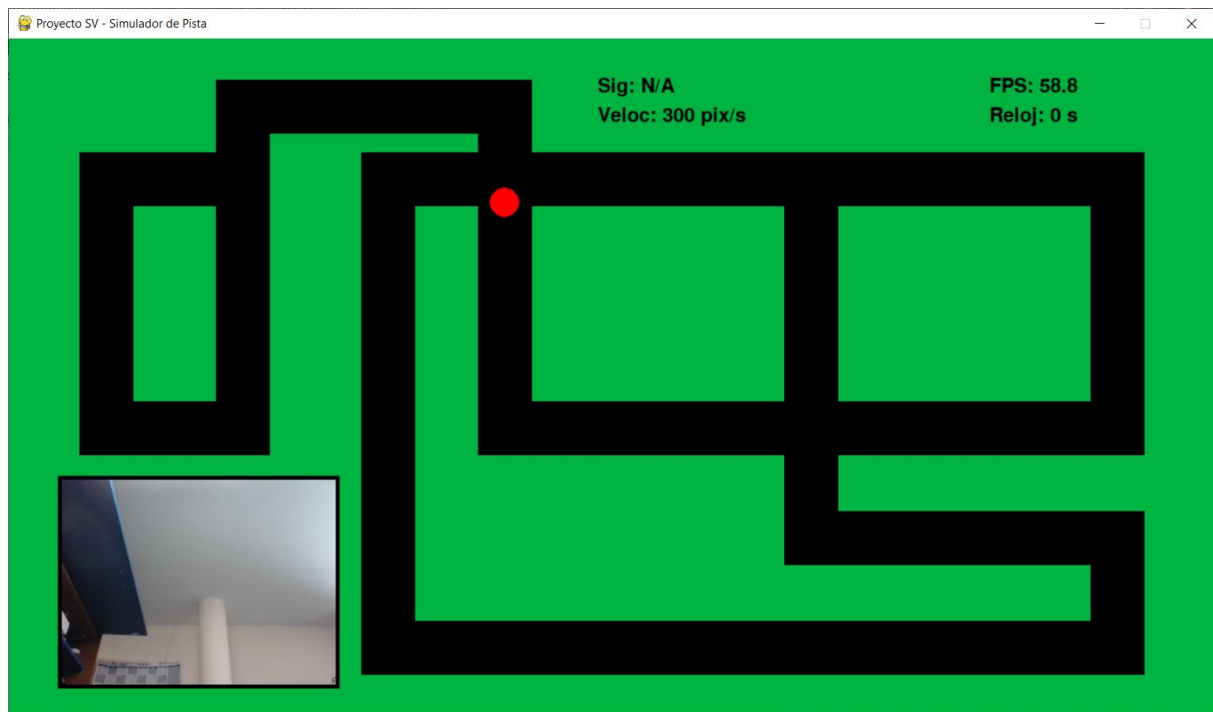 Proyecto SV - Simulador de Pista
Sig: N/A
FPS: 58.8
Veloc: 300 pix/s
Reloj: 0 s